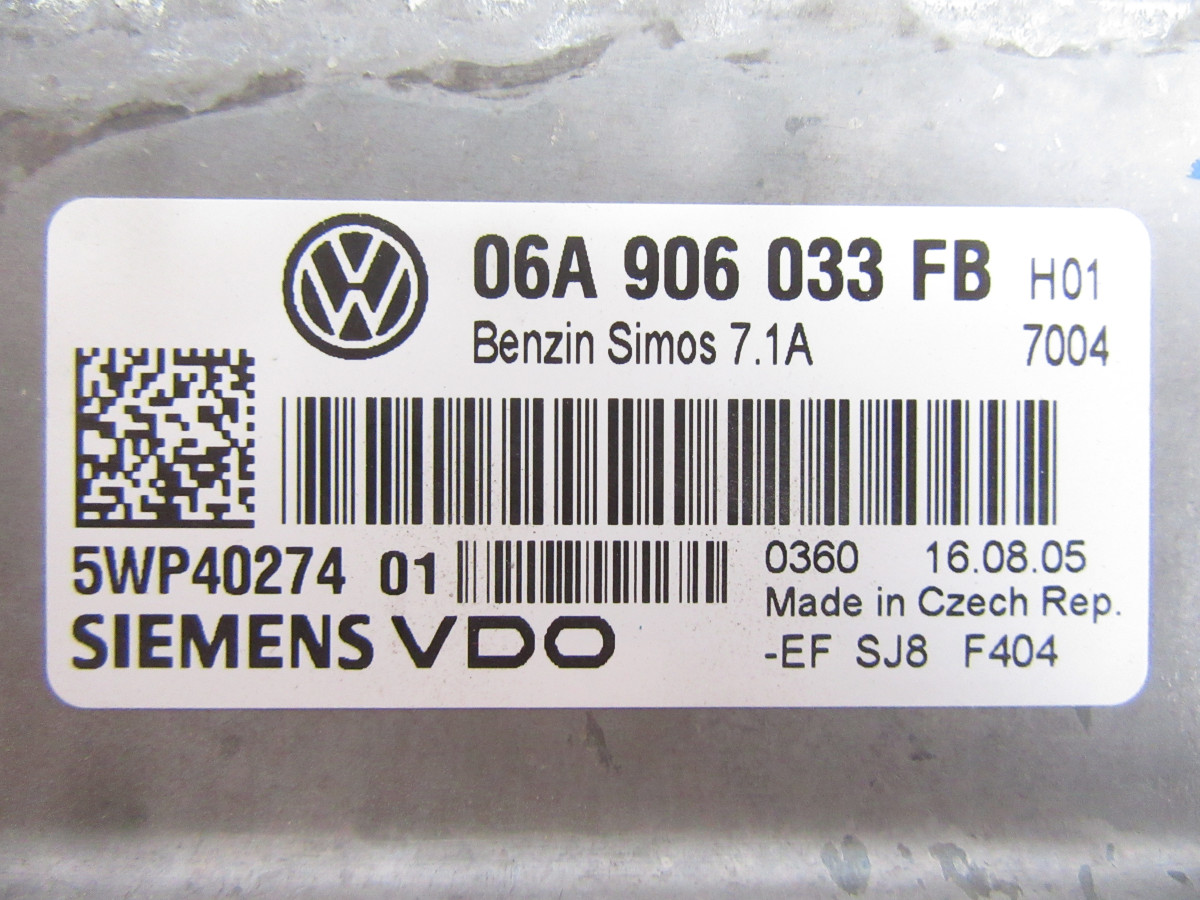 06A 906 033 FB H01
Benzin Simos 7.1A 7004
5WP40274 01
0360 16.08.05
Made in Czech Rep.
SIEMENS VDO
-EF SJ8 F404